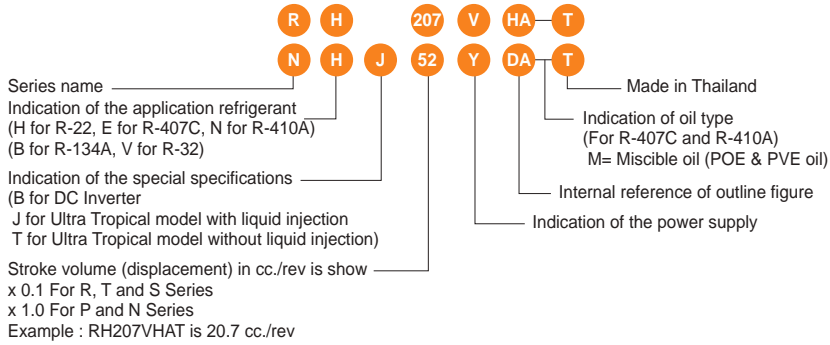 R H 207 V HA T
N H J 52 Y DA T
Series name
Indication of the application refrigerant
(H for R-22, E for R-407C, N for R-410A)
(B for R-134A, V for R-32)
Indication of the special specifications
(B for DC Inverter
J for Ultra Tropical model with liquid injection
T for Ultra Tropical model without liquid injection)
Stroke volume (displacement) in cc./rev is show
x 0.1 For R, T and S Series
x 1.0 For P and N Series
Example : RH207VHAT is 20.7 cc./rev
Made in Thailand
Indication of oil type
(For R-407C and R-410A)
M= Miscible oil (POE & PVE oil)
Internal reference of outline figure
Indication of the power supply